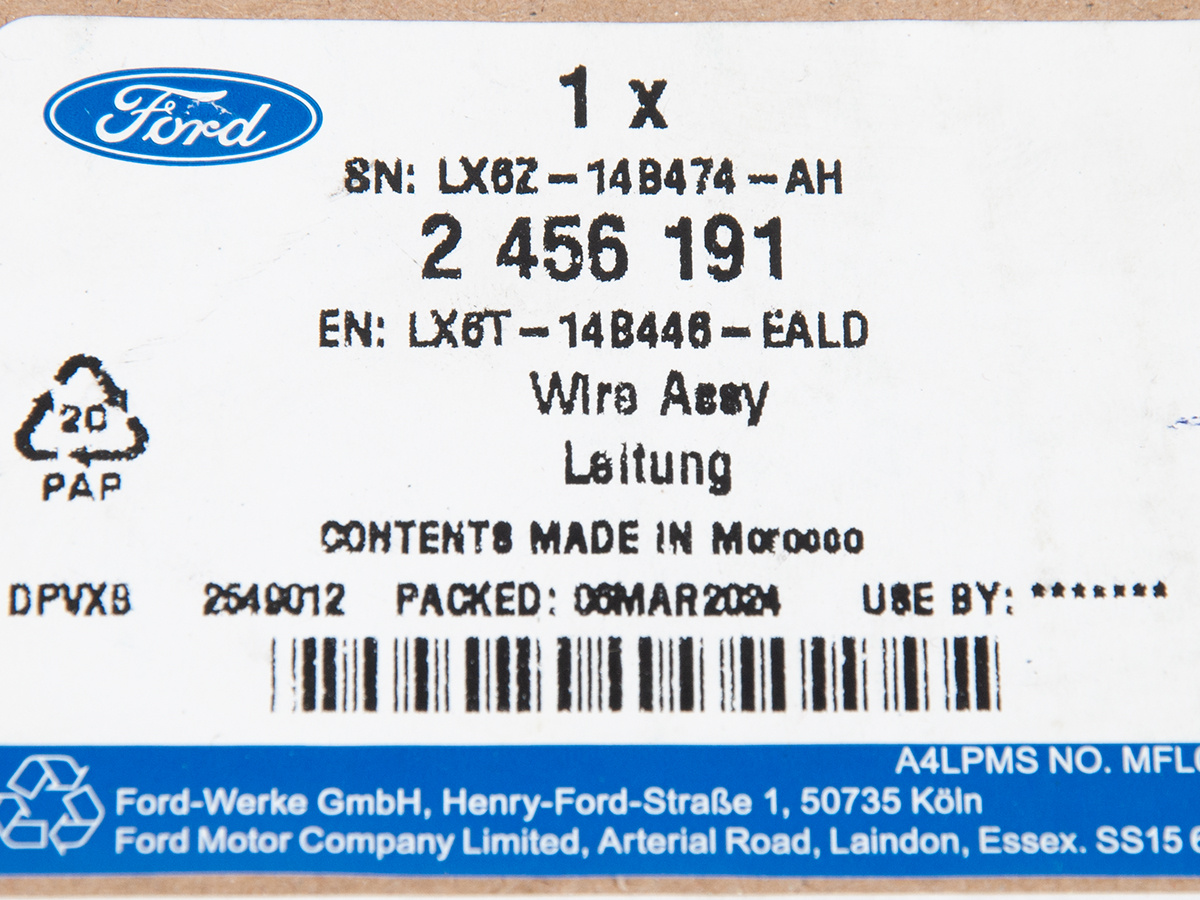 Ford
1 x
SN: LX6Z-14B474-AH
2 456 191
EN: LX6T-14B446-EALD
Wire Assy
Leitung
20
PAP
CONTENTS MADE IN Morocco
DPVXB 2549012 PACKED: 06MAR2024 USE BY: *******
A4LPMS NO. MFL
Ford-Werke GmbH, Henry-Ford-Straße 1, 50735 Köln
Ford Motor Company Limited, Arterial Road, Laindon, Essex. SS15 6